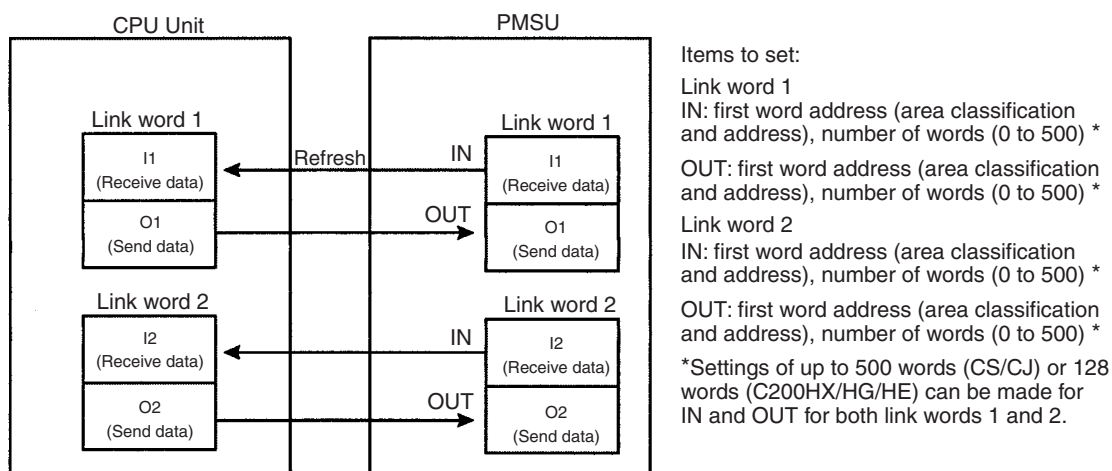 CPU Unit
PMSU
Link word 1
I1
(Receive data)
O1
(Send data)
Refresh
IN
OUT
Link word 1
I1
(Receive data)
O1
(Send data)
Link word 2
I2
(Receive data)
O2
(Send data)
IN
OUT
Link word 2
I2
(Receive data)
O2
(Send data)
Items to set:
Link word 1
IN: first word address (area classification
and address), number of words (0 to 500) *
OUT: first word address (area classification
and address), number of words (0 to 500) *
Link word 2
IN: first word address (area classification
and address), number of words (0 to 500) *
OUT: first word address (area classification
and address), number of words (0 to 500) *
*Settings of up to 500 words (CS/CJ) or 128
words (C200HX/HG/HE) can be made for
IN and OUT for both link words 1 and 2.